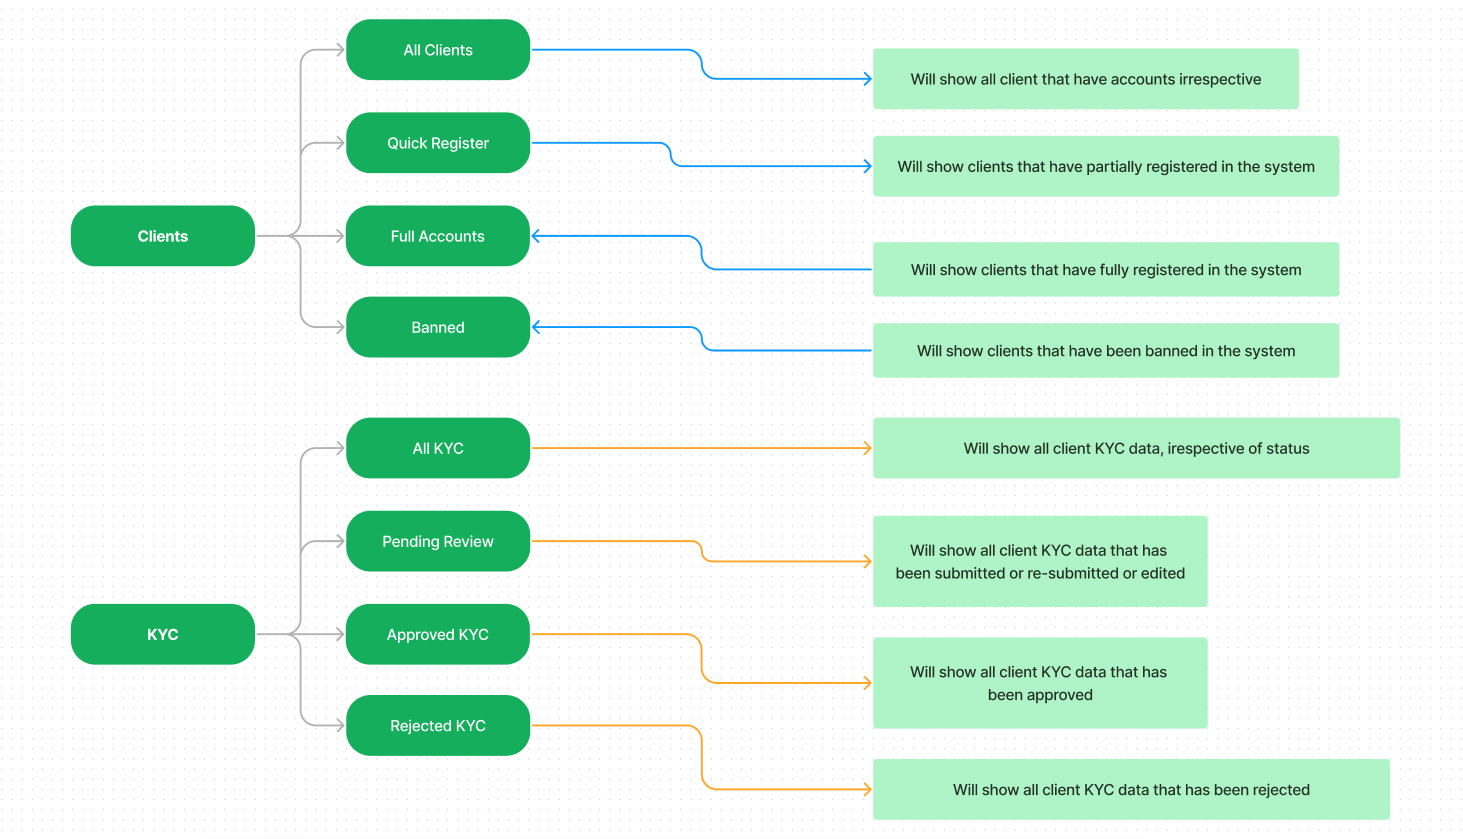 All Clients
Will show all client that have accounts irrespective
Quick Register
Will show clients that have partially registered in the system
Clients
Full Accounts
Will show clients that have fully registered in the system
Banned
Will show clients that have been banned in the system
All KYC
Will show all client KYC data, irespective of status
Pending Review
Will show all client KYC data that has
been submitted or re-submitted or edited
KYC
Approved KYC
Will show all client KYC data that has
been approved
Rejected KYC
Will show all client KYC data that has been rejected